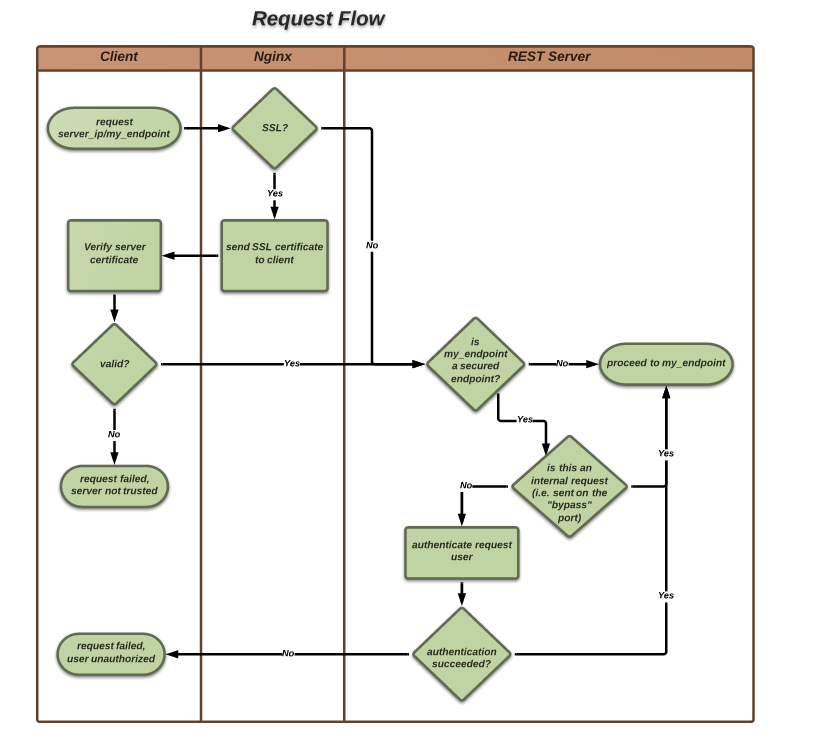 Request Flow
Client
Nginx
REST Server
request
server_ip/my_endpoint
SSL?
Yes
No
Verify server
certificate
send SSL certificate
to client
valid?
Yes
No
is
my_endpoint
a secured
endpoint?
No
proceed to my_endpoint
Yes
request failed,
server not trusted
is this an
internal request
(i.e. sent on the
"bypass"
port)
Yes
No
authenticate request
user
Yes
authentication
succeeded?
No
request failed,
user unauthorized